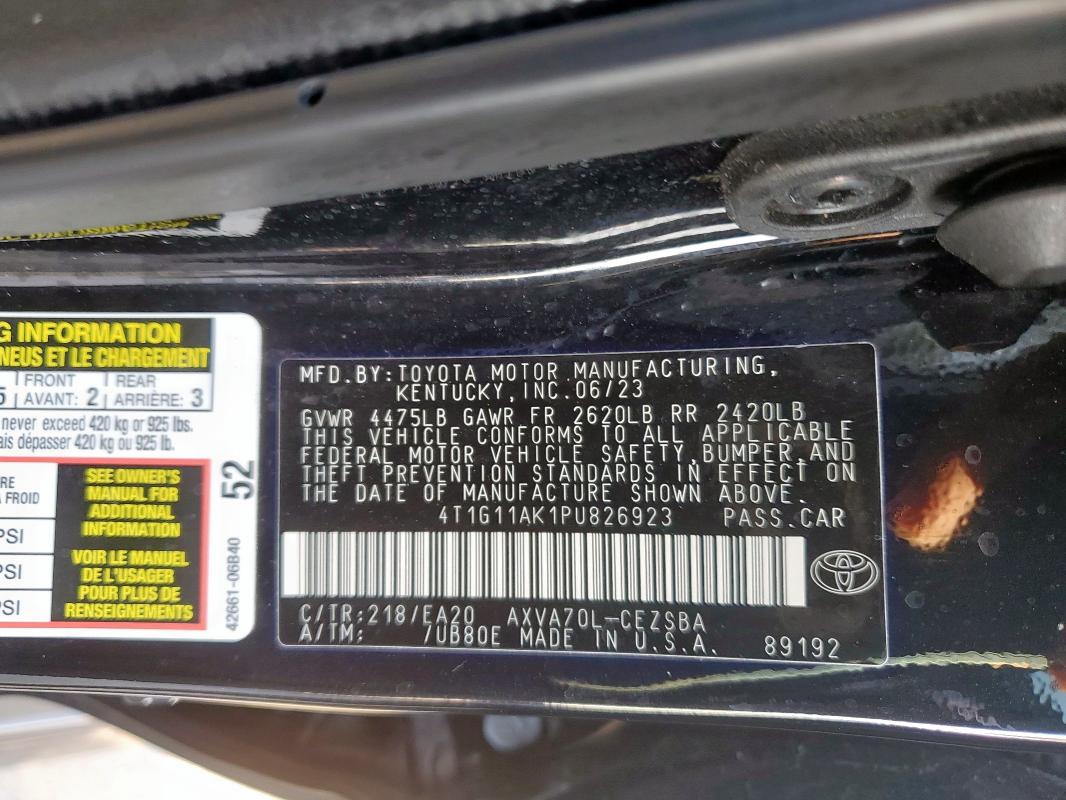 G INFORMATION
NEUS ET LE CHARGEMENT
5 FRONT REAR
AVANT: 2 ARRIÈRE: 3
never exceed 420 kg or 925 lbs.
ais dépasser 420 kg ou 925 lb.
RE
A FROID
PSI
PSI
PSI
SEE OWNER'S
MANUAL FOR
ADDITIONAL
INFORMATION
VOIR LE MANUEL
DE L'USAGER
POUR PLUS DE
RENSEIGNEMENTS
52
42661-06B40
MFD.BY:TOYOTA MOTOR MANUFACTURING,
KENTUCKY, INC.06/23
GVWR 4475LB GAWR FR 2620LB RR 2420LB
THIS VEHICLE CONFORMS TO ALL APPLICABLE
FEDERAL MOTOR VEHICLE SAFETY,BUMPER,AND
THEFT PREVENTION STANDARDS IN EFFECT ON
THE DATE OF MANUFACTURE SHOWN ABOVE.
4T1G11AK1PU826923 PASS.CAR
C/TR:218/EA20 AXVA70L-CEZSBA
A/TM: /UB80E MADE IN U.S.A.
89192